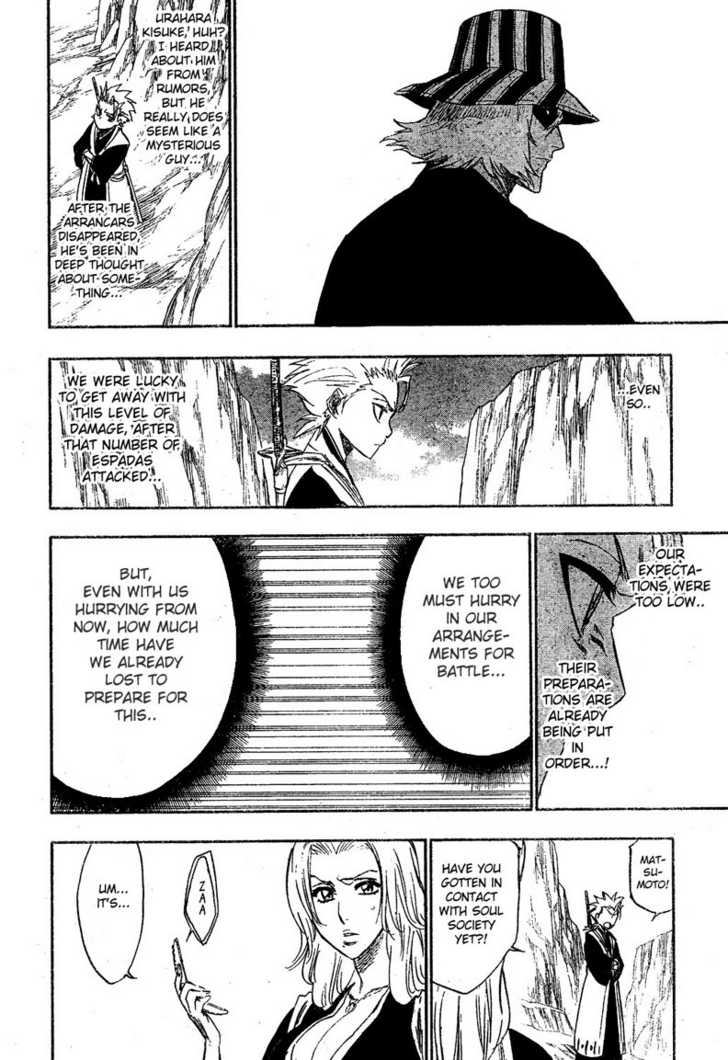 URAHARA
KISUKE, HUH?
I HEARD
ABOUT HIM
FROM
RUMORS,
BUT HE
REALLY DOES
SEEM LIKE A
MYSTERIOUS
GUY...
AFTER THE
ARRANCARS
DISAPPEARED,
HE'S BEEN IN
DEEP THOUGHT
ABOUT SOME-
-THING...
...EVEN
SO..
WE WERE LUCKY
TO GET AWAY WITH
THIS LEVEL OF
DAMAGE, AFTER
THAT NUMBER OF
ESPADAS
ATTACKED...
OUR
EXPECTA-
TIONS WERE
TOO LOW..
THEIR
PREPARA-
TIONS ARE
ALREADY
BEING PUT
IN
ORDER...!
WE TOO
MUST HURRY
IN OUR
ARRANGE-
MENTS FOR
BATTLE...
BUT,
EVEN WITH US
HURRYING FROM
NOW, HOW MUCH
TIME HAVE
WE ALREADY
LOST TO
PREPARE FOR
THIS..
MAT-
SU-
MOTO!
HAVE YOU
GOTTEN IN
CONTACT
WITH SOUL
SOCIETY
YET?!
ZAA
UM...
IT'S...